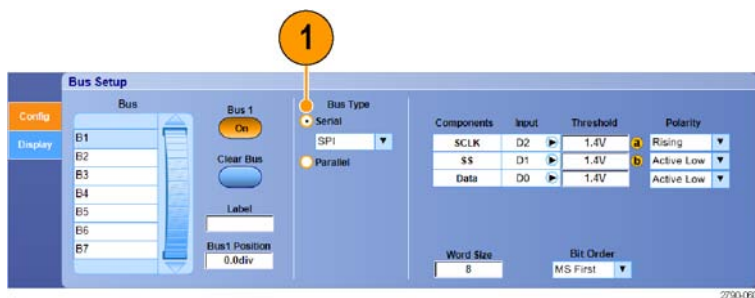 1
Bus Setup
Config
Display
Bus
B1
B2
B3
B4
B5
B6
B7
Bus 1
On
Clear Bus
Label
Bus1 Position
0.0div
Bus Type
Serial
SPI
Parallel
Components Input Threshold Polarity
SCLK D2 1.4V a Rising
SS D1 1.4V b Active Low
Data D0 1.4V Active Low
Word Size
8
Bit Order
MS First